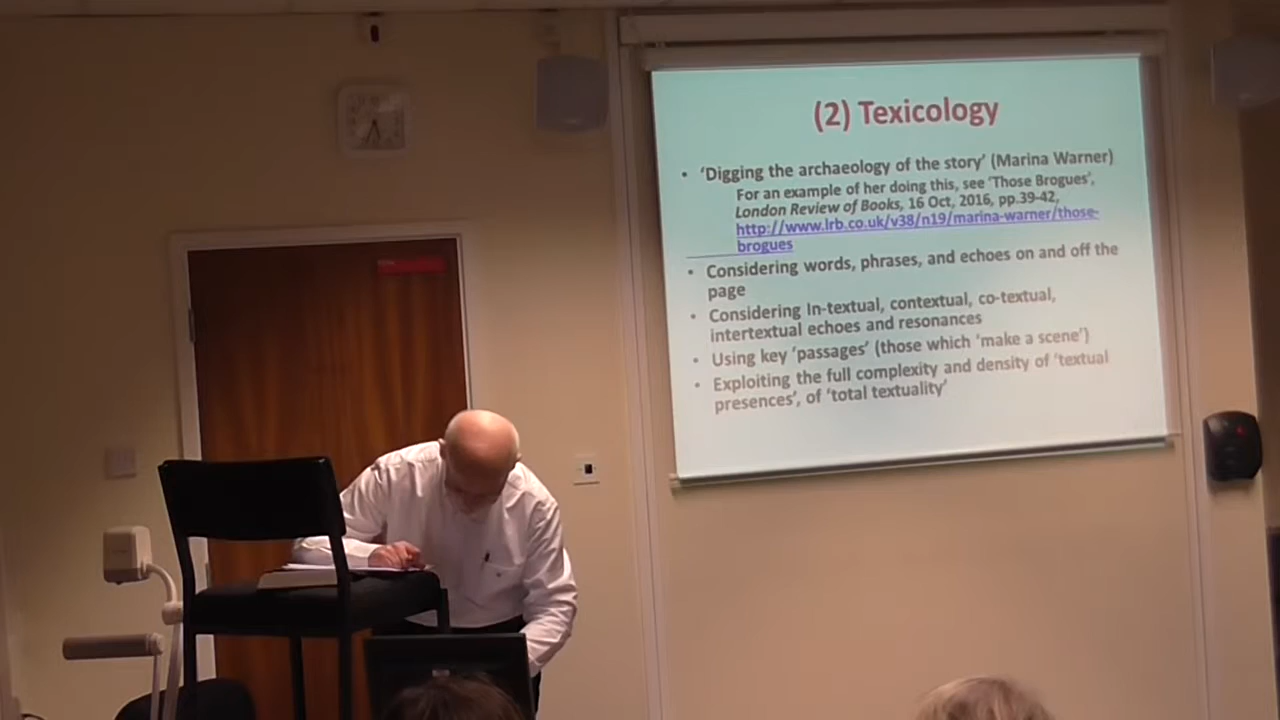 (2) Texicology
• 'Digging the archaeology of the story' (Marina Warner)
For an example of her doing this, see 'Those Brogues',
London Review of Books, 16 Oct, 2016, pp.39-42,
http://www.lrb.co.uk/v38/n19/marina-warner/those-
brogues
• Considering words, phrases, and echoes on and off the
page
• Considering In-textual, contextual, co-textual,
intertextual echoes and resonances
• Using key 'passages' (those which 'make a scene')
• Exploiting the full complexity and density of 'textual
presences', of 'total textuality'